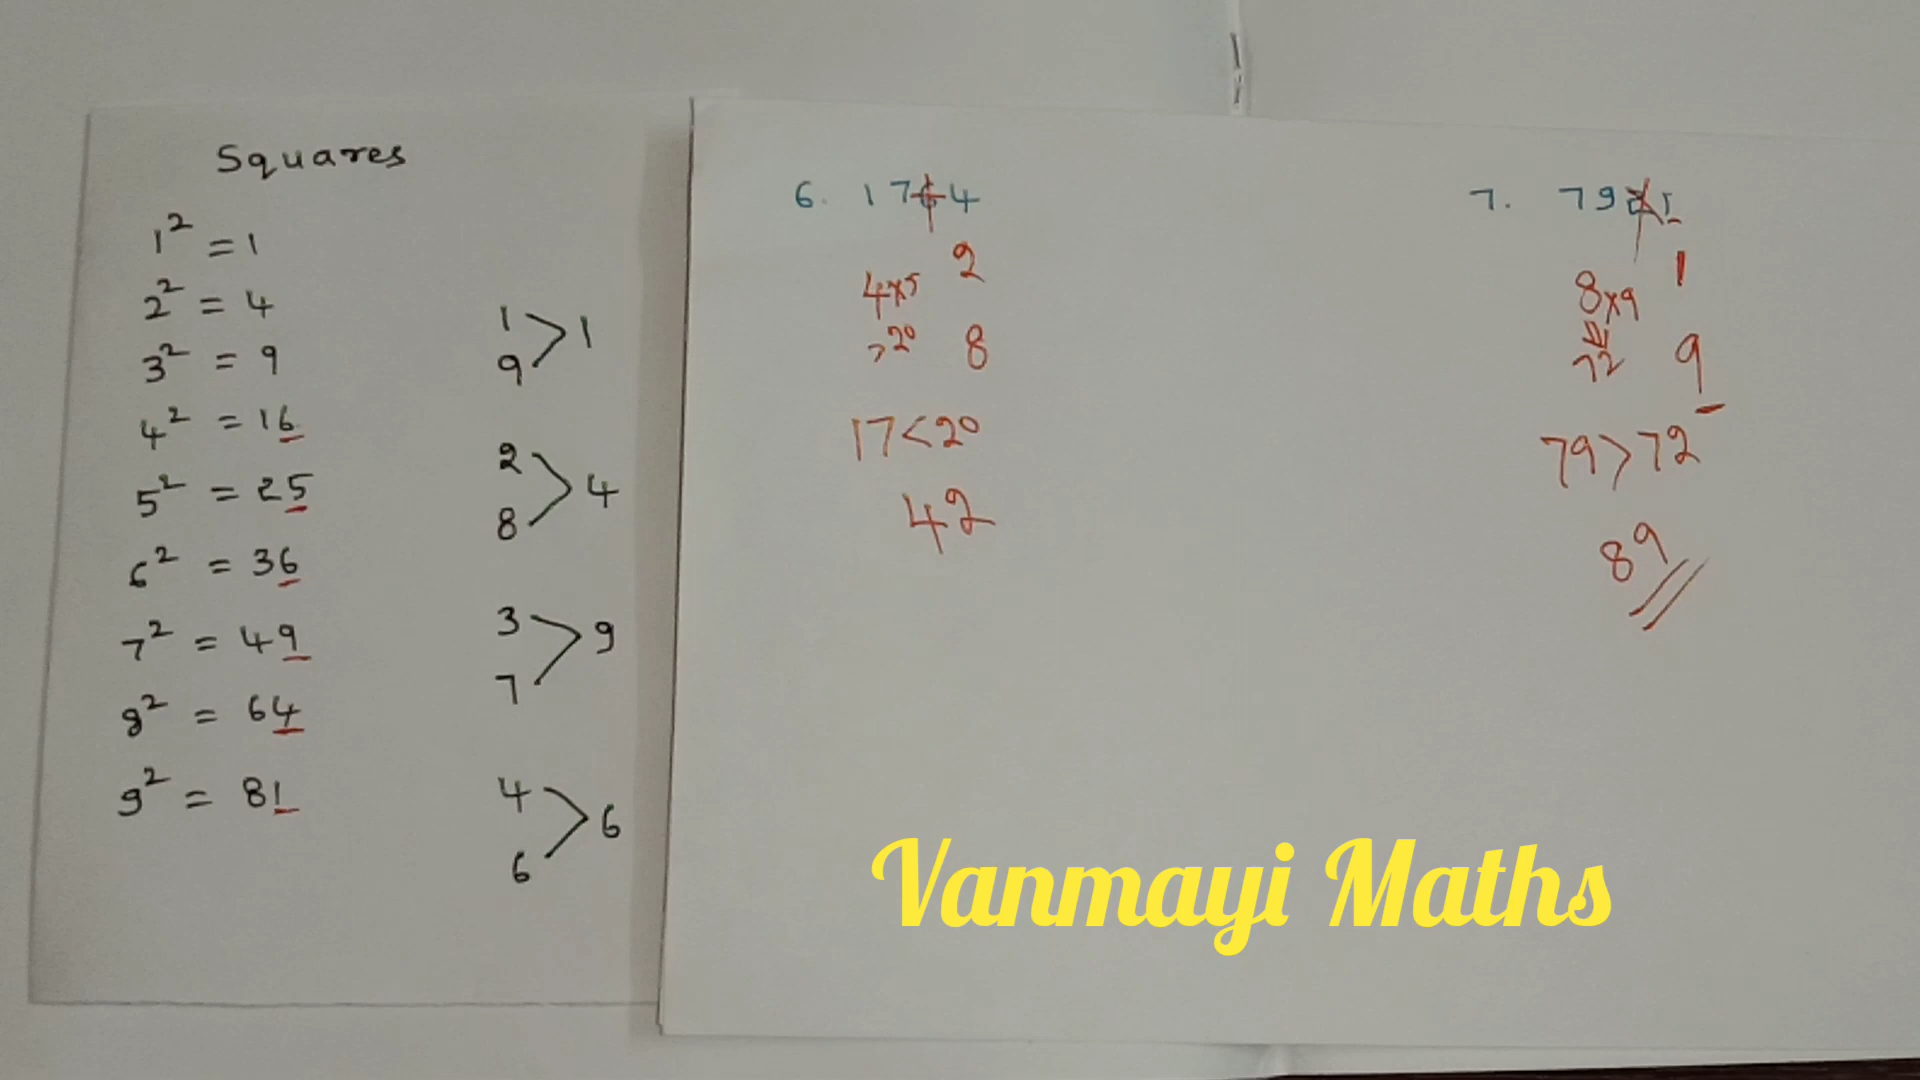 Squares
1² = 1
2² = 4
3² = 9
4² = 16
5² = 25
6² = 36
7² = 49
8² = 64
9² = 81
1
9 > 1
2
8 > 4
3
7 > 9
4
6 > 6
6. 1764
2
4x5
20 8
17<20
42
7. 7921
1
8x9
72 9
79>72
89
Vanmayi Maths